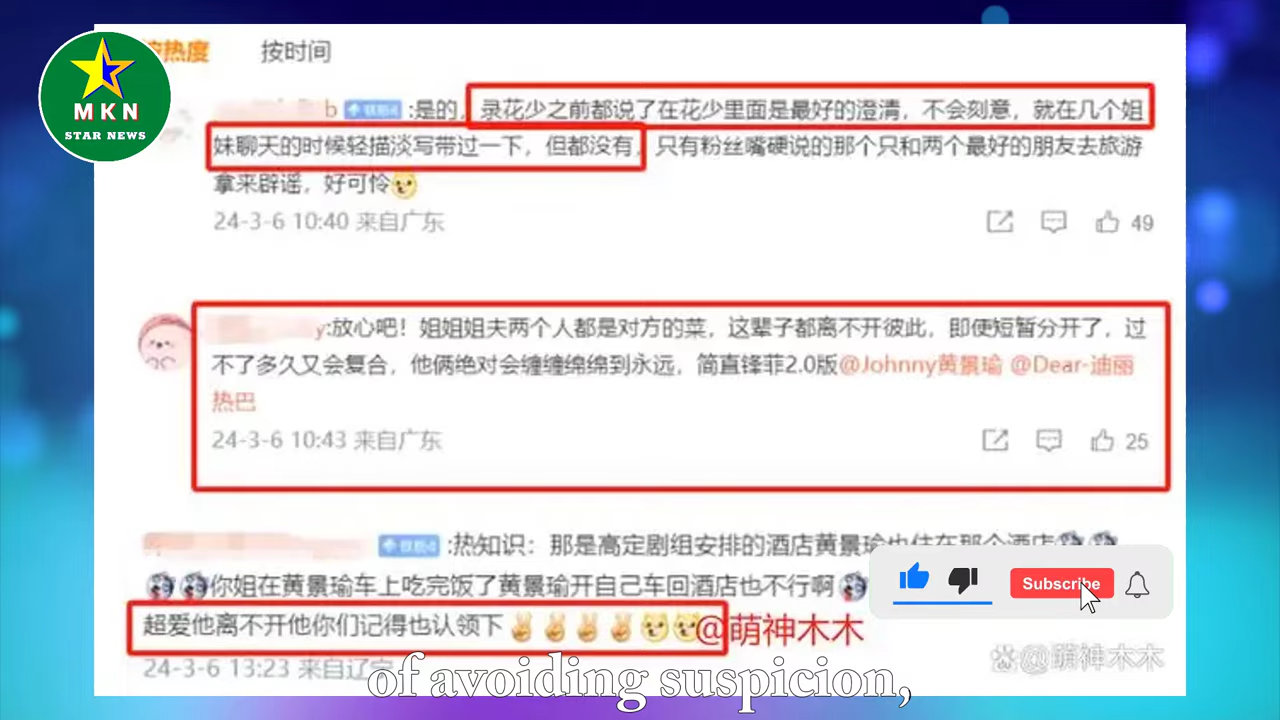 按热度 按时间
MKN
STAR NEWS
b :是的, 录花少之前都说了在花少里面是最好的澄清，不会刻意，就在几个姐
妹聊天的时候轻描淡写带过一下，但都没有，只有粉丝嘴硬说的那个只和两个最好的朋友去旅游
拿来辟谣，好可怜
24-3-6 10:40 来自广东
49
y:放心吧！姐姐姐夫两个人都是对方的菜，这辈子都离不开彼此，即使短暂分开了，过
不了多久又会复合，他俩绝对会缠缠绵绵到永远，简直锋菲2.0版@Johnny黄景瑜 @Dear-迪丽
热巴
24-3-6 10:43 来自广东
25
:热知识：那是高定剧组安排的酒店黄景瑜也住在那个酒店
你姐在黄景瑜车上吃完饭了黄景瑜开自己车回酒店也不行啊
Subscribe
超爱他离不开他你们记得也认领下
@萌神木木
24-3-6 13:23 来自辽宁
@萌神木木
of avoiding suspicion,